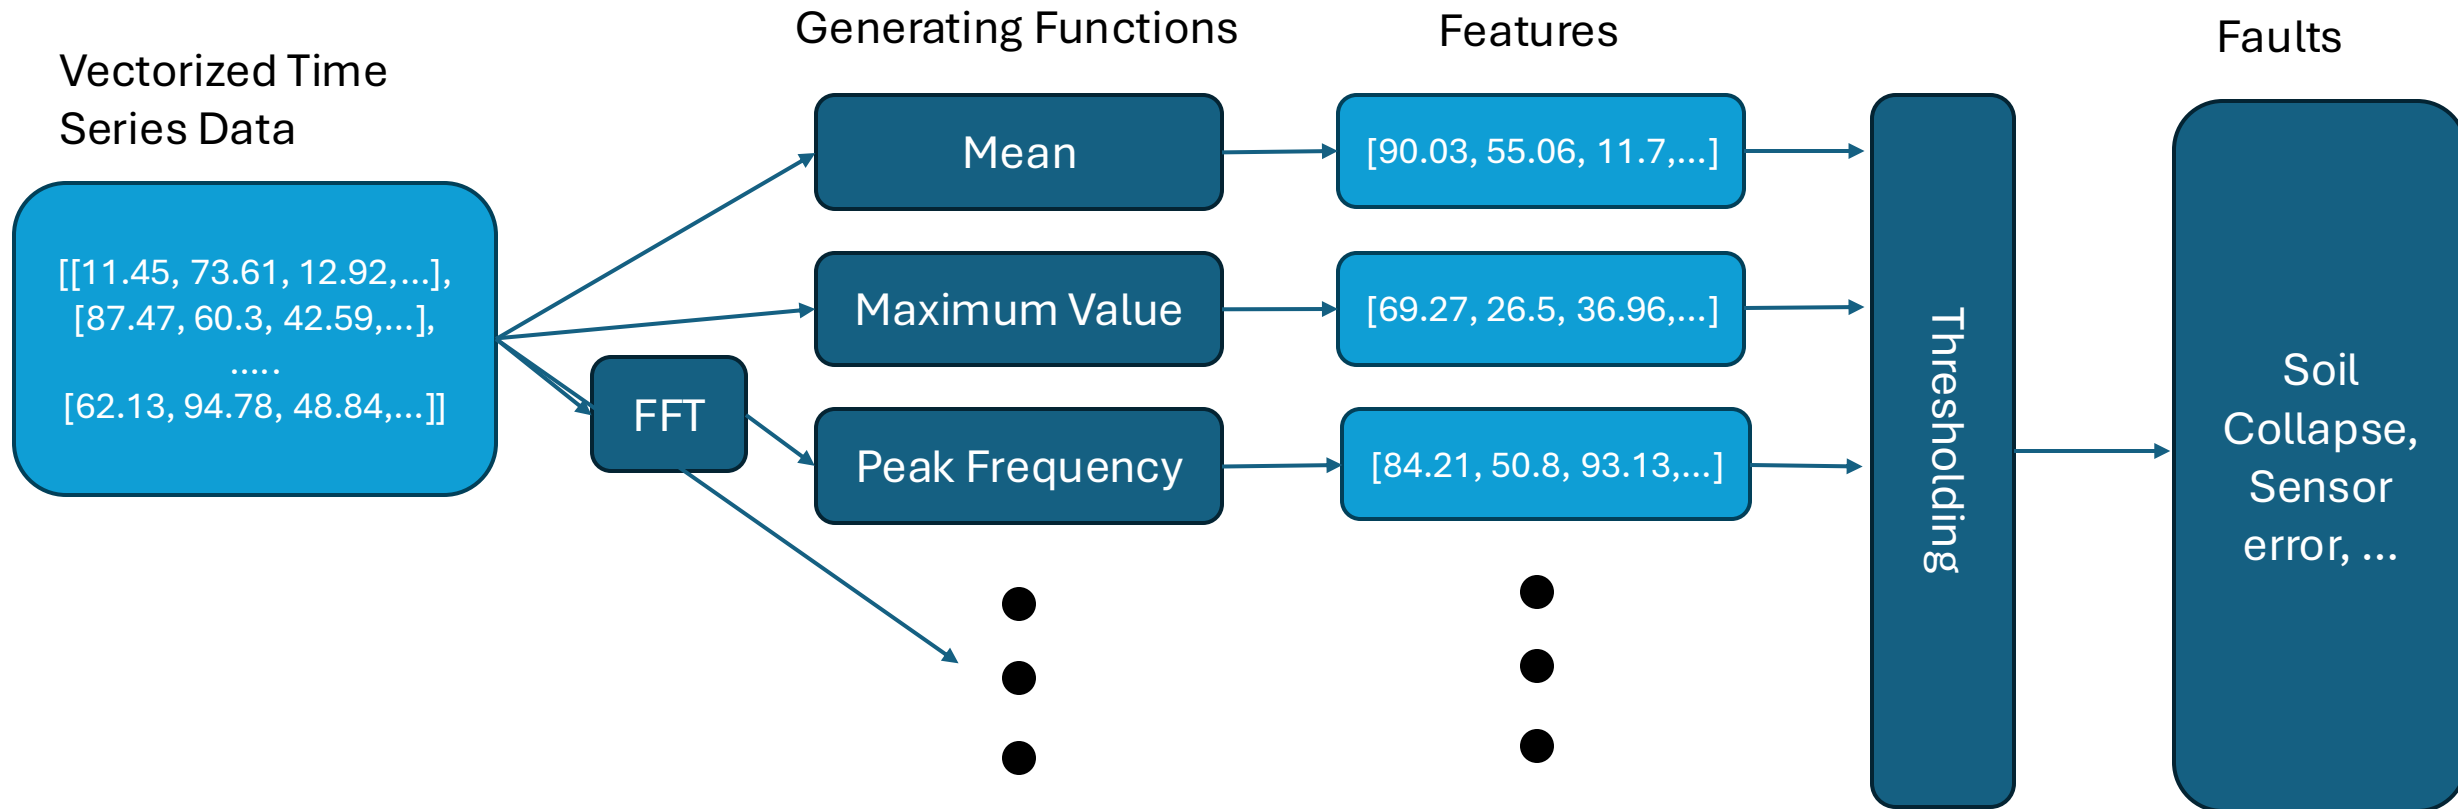 Vectorized Time
Series Data
Generating Functions
Features
Faults
[[11.45, 73.61, 12.92,...],
[87.47, 60.3, 42.59,...],
.....
[62.13, 94.78, 48.84,...]]
FFT
Mean
Maximum Value
Peak Frequency
[90.03, 55.06, 11.7,...]
[69.27, 26.5, 36.96,...]
[84.21, 50.8, 93.13,...]
Thresholding
Soil
Collapse,
Sensor
error, ...